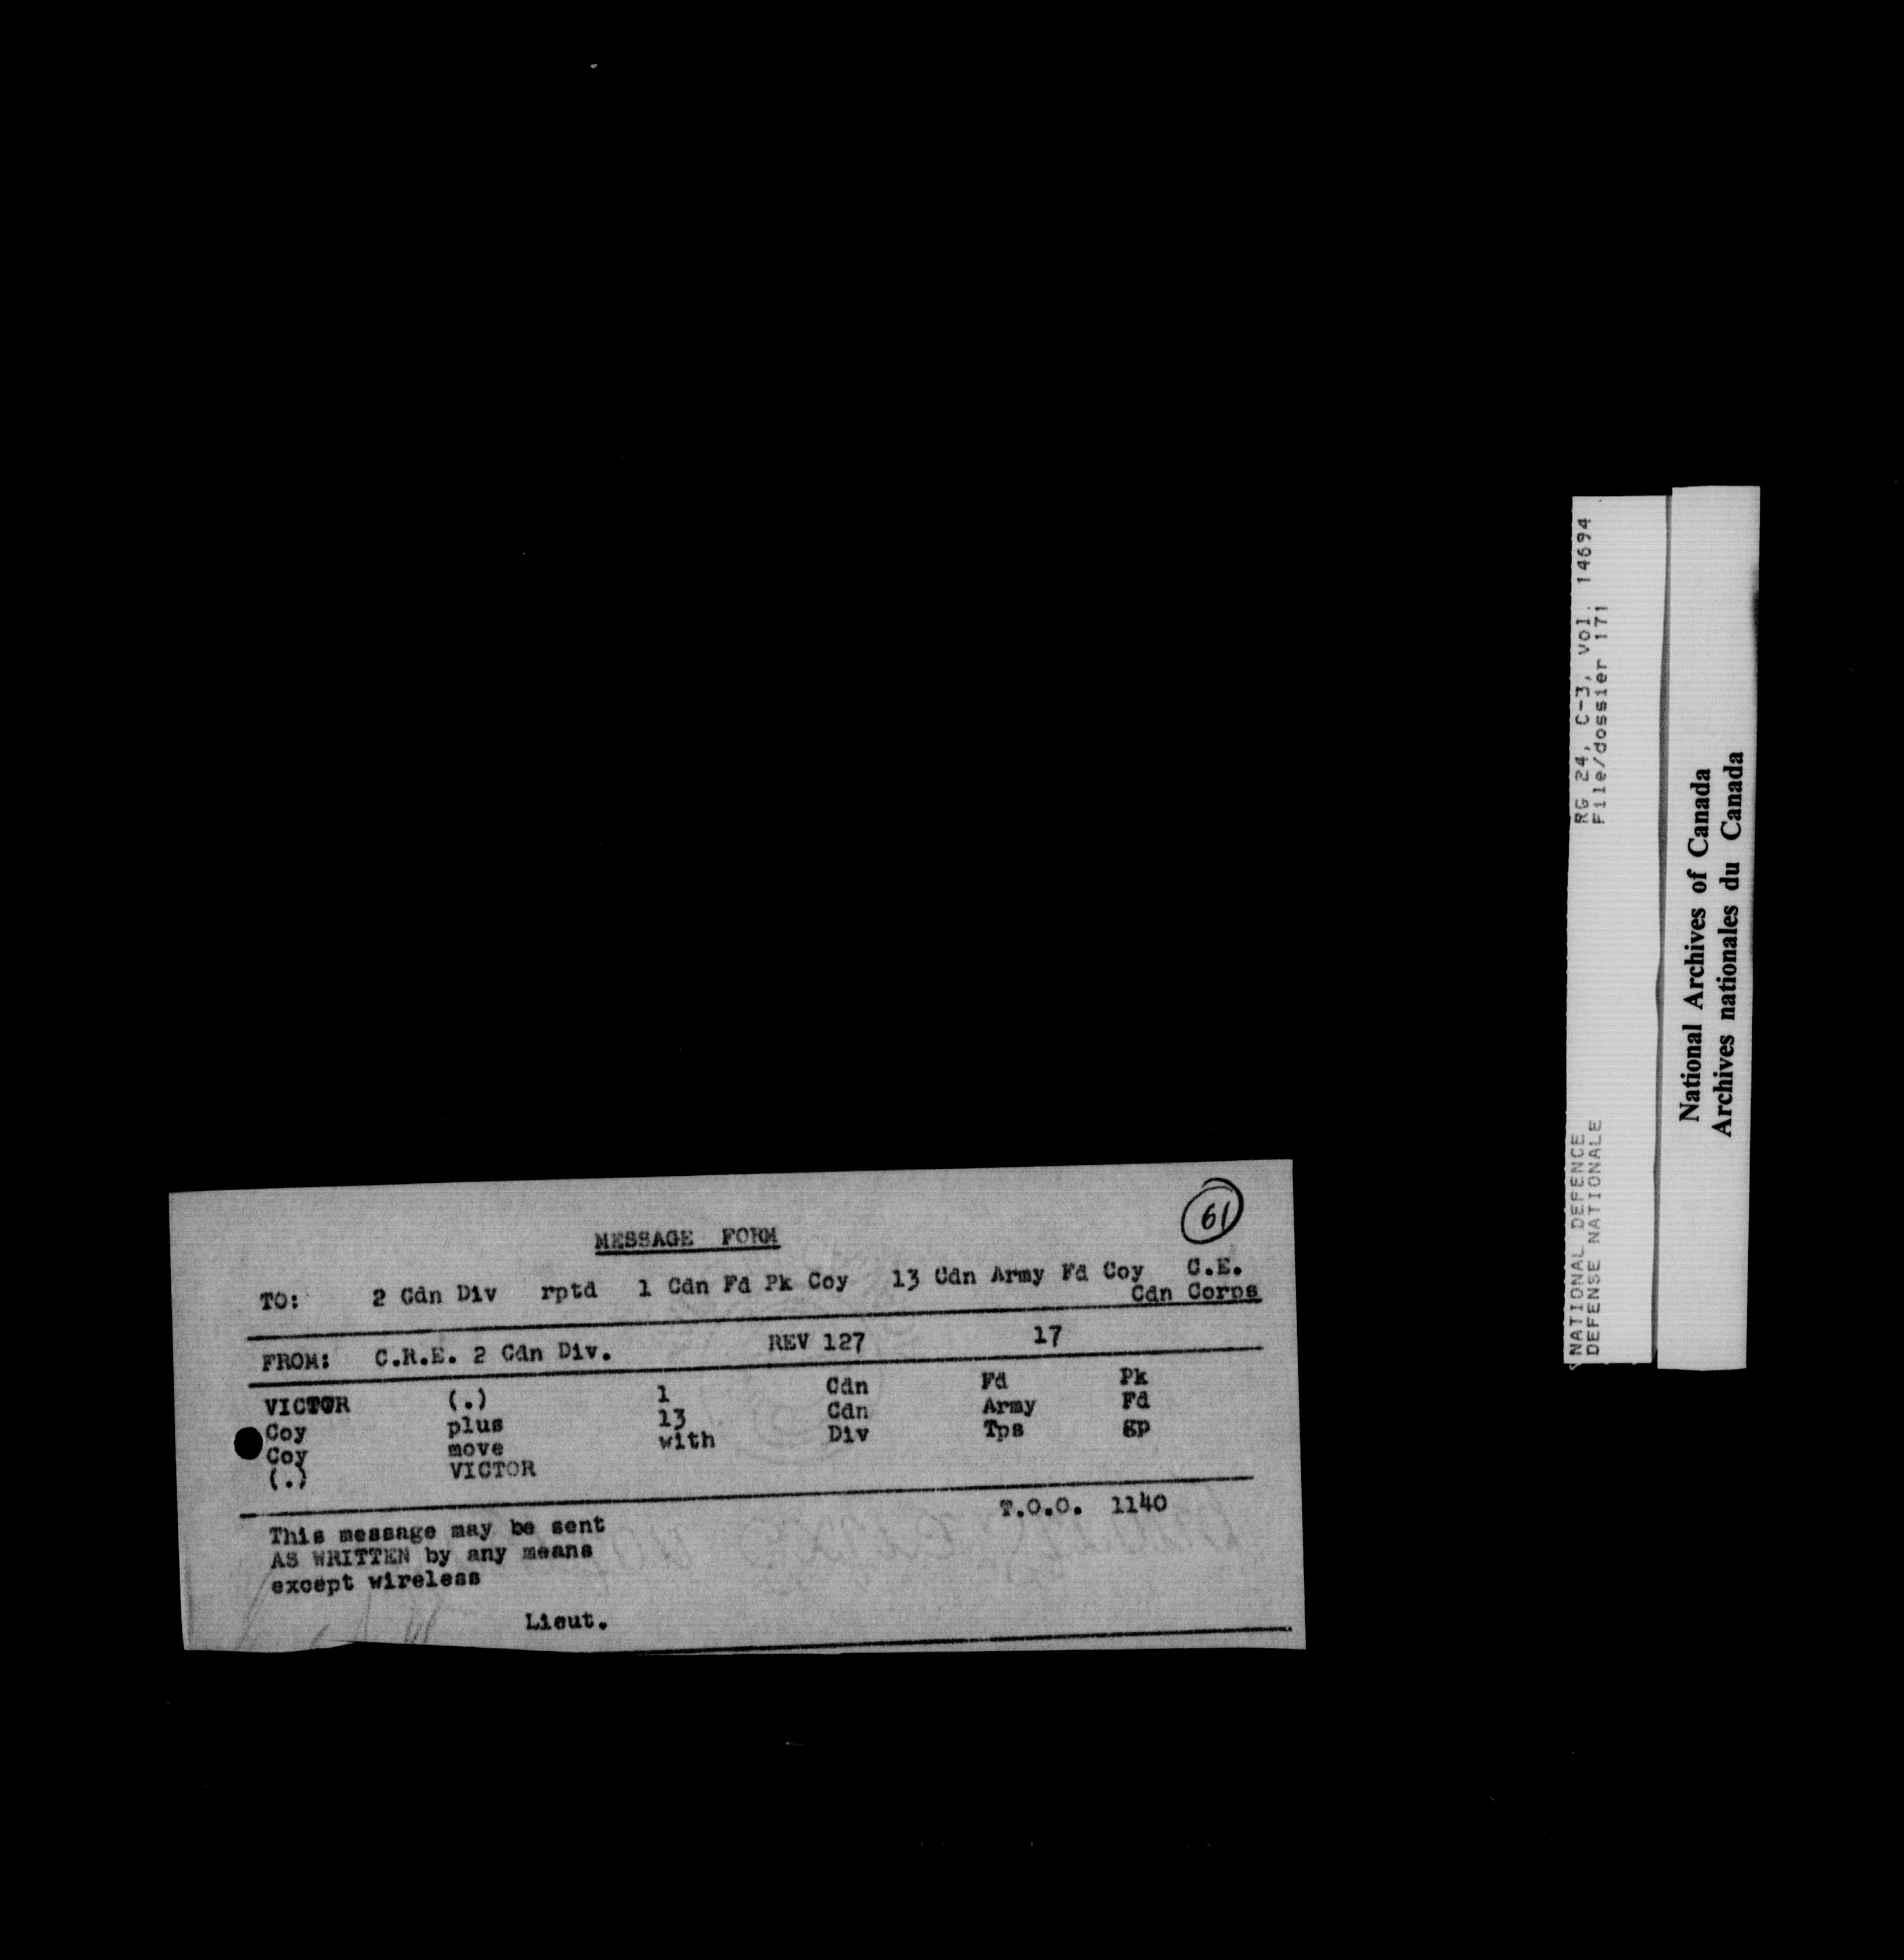 61
MESSAGE FORM
TO: 2 Cdn Div rptd 1 Cdn Fd Pk Coy 13 Cdn Army Fd Coy C.E.
Cdn Corps
FROM: C.R.E. 2 Cdn Div. REV 127 17
VICTOR (.) 1 Cdn Fd Pk
Coy plus 13 Cdn Army Fd
Coy move with Div Tps gp
(.) VICTOR
T.O.O. 1140
This message may be sent
AS WRITTEN by any means
except wireless
Lieut.
RG 24, C-3, vol. 14694
File/dossier 171
NATIONAL DEFENCE
DEFENSE NATIONALE
National Archives of Canada
Archives nationales du Canada